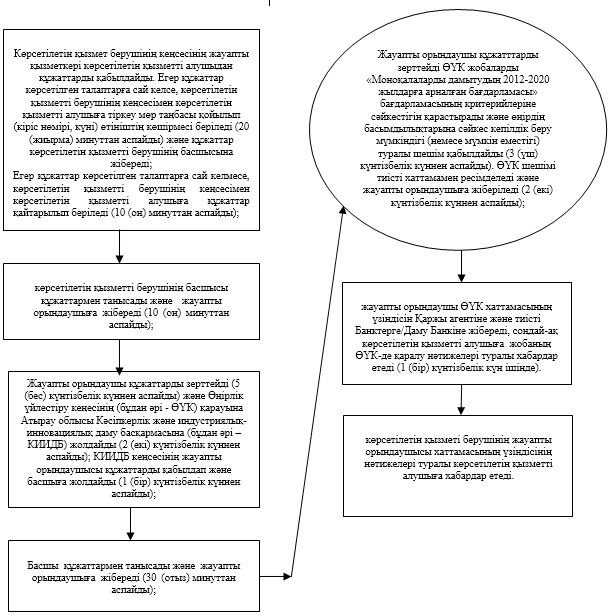 Көрсетілетін қызмет берушінің кеңсесінің жауапты
қызметкері көрсетілетін қызметті алушыдан
құжаттарды қабылдайды. Егер құжаттар
көрсетілген талаптарға сай келсе, көрсетілетін
қызметті берушінің кеңсесімен көрсетілетін
қызметті алушыға тіркеу мөр таңбасы қойылып
(кіріс нөмірі, күні) өтініштің көшірмесі беріледі (20
(жиырма) минуттан аспайды) және құжаттар
көрсетілетін қызметті берушінің басшысына
жібереді;
Егер құжаттар көрсетілген талаптарға сай келмесе,
көрсетілетін қызметті берушінің кеңсесімен
көрсетілетін қызметті алушыға құжаттар
қайтарылып беріледі (10 (он) минуттан аспайды);
көрсетілетін қызметті берушінің басшысы
құжаттармен танысады және жауапты
орындаушыға жібереді (10 (он) минуттан
аспайды);
Жауапты орындаушы құжаттарды зерттейді (5
(бес) күнтізбелік күннен аспайды) және Өңірлік
үйлестіру кеңесінің (бұдан әрі - ӨҮК) қарауына
Атырау облысы Кәсіпкерлік және индустриялық-
инновациялық даму басқармасына (бұдан әрі –
КИИДБ) жолдайды (2 (екі) күнтізбелік күннен
аспайды); КИИДБ кеңсесінің жауапты
орындаушысы құжаттарды қабылдап және
басшыға жолдайды (1 (бір) күнтізбелік күннен
аспайды);
Басшы құжаттармен танысады және жауапты
орындаушыға жібереді (30 (отыз) минуттан
аспайды);
Жауапты орындаушы құжаттарды
зерттейді ӨҮК жобаларды
«Моноқалаларды дамытудың 2012-2020
жылдарға арналған бағдарламасы»
бағдарламасының критерийлеріне
сәйкестігін қарастырады және өңірдің
басымдылықтарына сәйкес кепілдік беру
мүмкіндігі (немесе мүмкін еместігі)
туралы шешім қабылдайды (3 (үш)
күнтізбелік күннен аспайды). ӨҮК шешімі
тиісті хаттамамен ресімделеді және
жауапты орындаушыға жіберіледі (2 (екі)
күнтізбелік күннен аспайды);
жауапты орындаушы ӨҮК хаттамасының
үзіндісін Қаржы агентіне және тиісті
Банктерге/Даму Банкіне жібереді, сондай-ақ
көрсетілетін қызметті алушыға жобаның
ӨҮК-де қаралу нәтижелері туралы хабардар
етеді (1 (бір) күнтізбелік күн ішінде).
көрсетілетін қызметі берушінің жауапты
орындаушысы хаттамасының үзіндісінің
нәтижелері туралы көрсетілетін қызметті
алушыға хабардар етеді.